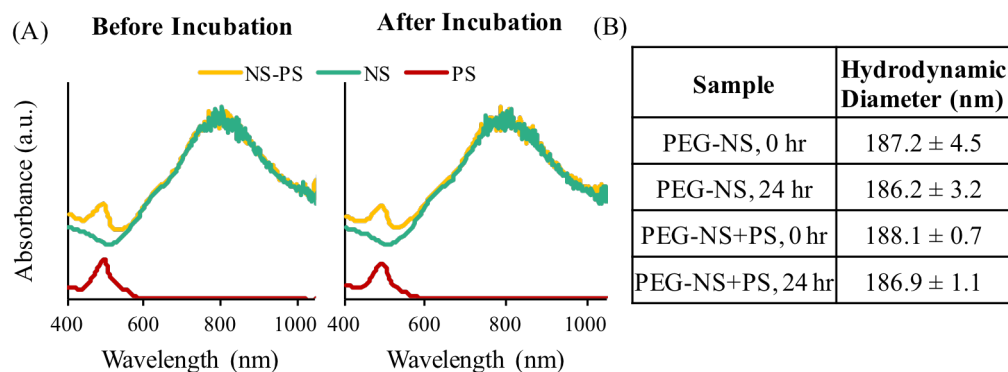 (A)
Before Incubation
After Incubation
NS-PS
NS
PS
Absorbance (a.u.)
400
600
800
1000
Wavelength (nm)
400
600
800
1000
Wavelength (nm)
(B)
Sample
Hydrodynamic
Diameter (nm)
PEG-NS, 0 hr
187.2 ± 4.5
PEG-NS, 24 hr
186.2 ± 3.2
PEG-NS+PS, 0 hr
188.1 ± 0.7
PEG-NS+PS, 24 hr
186.9 ± 1.1